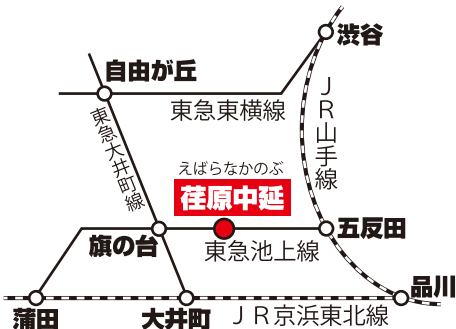 渋谷
自由が丘
東急東横線
JR山手線
東急大井町線
えばらなかのぶ
荏原中延
五反田
旗の台
東急池上線
品川
蒲田
大井町
JR京浜東北線